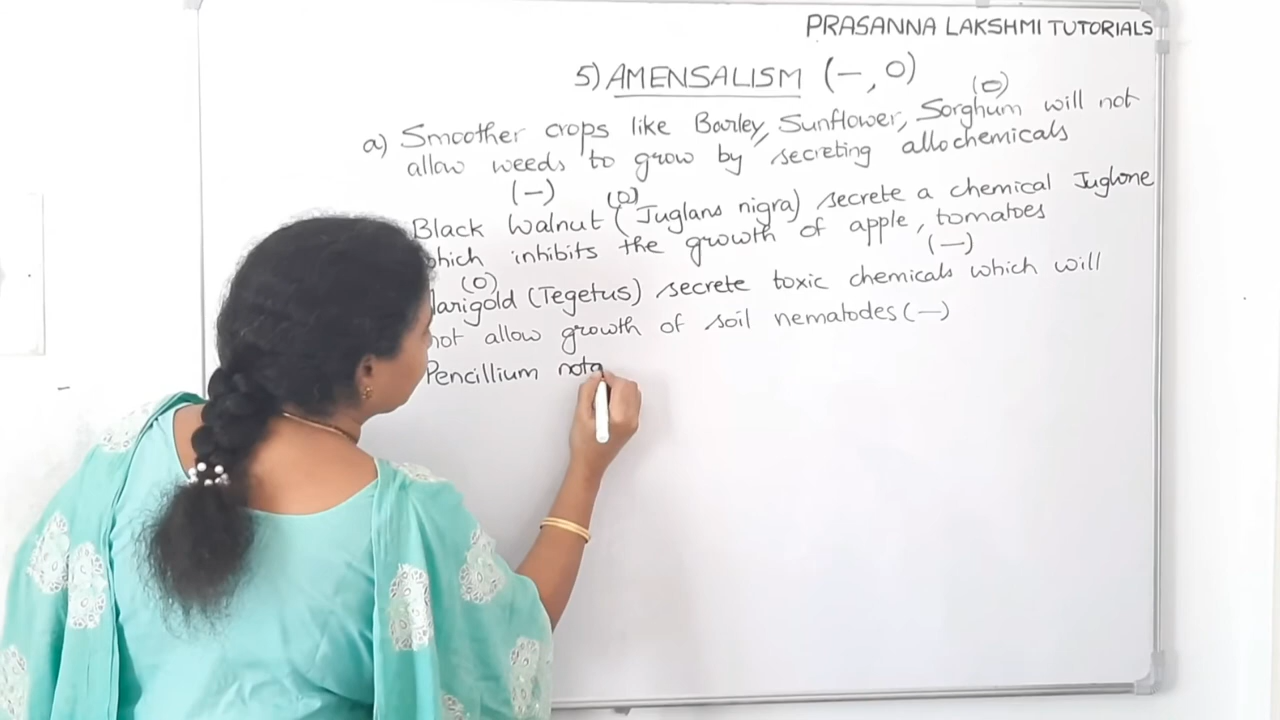 PRASANNA LAKSHMI TUTORIALS
5) AMENSALISM (-, 0)
(0)
a) Smoother crops like Barley, Sunflower, Sorghum will not
allow weeds to grow by secreting allochemicals
(-) (0)
Black Walnut (Juglans nigra) secrete a chemical Juglone
which inhibits the growth of apple, tomatoes
(0) (-)
Marigold (Tegetus) secrete toxic chemicals which will
not allow growth of soil nematodes (-)
Pencillium nota